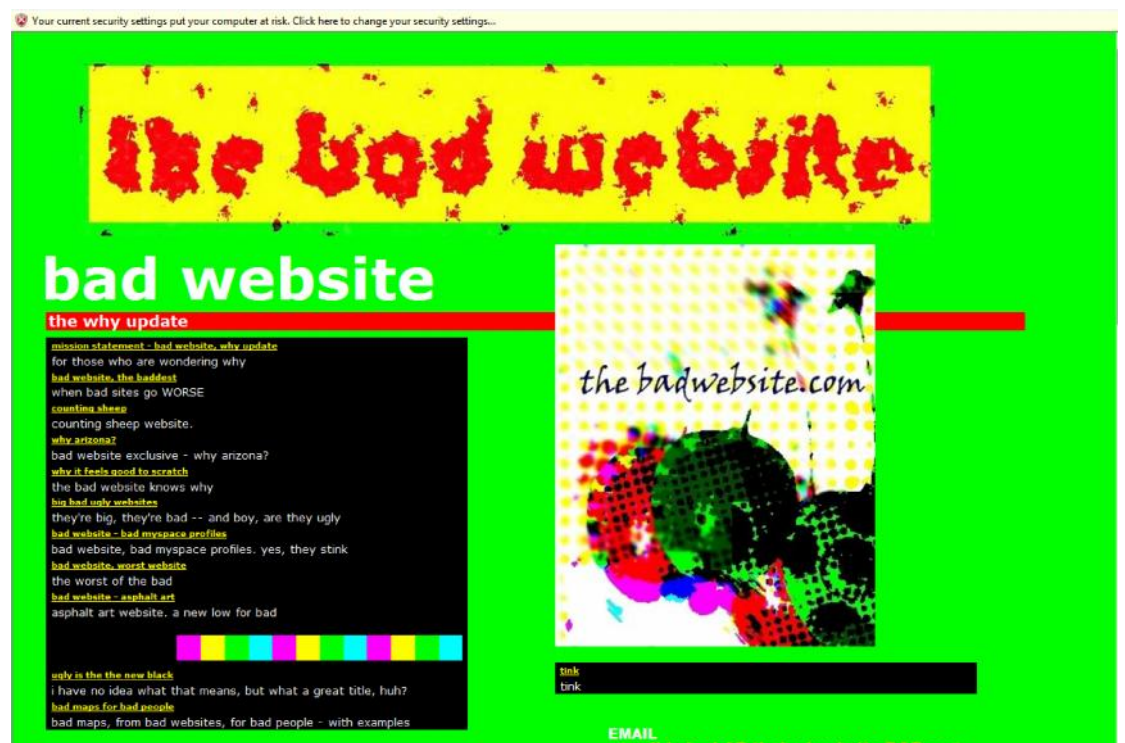 Your current security settings put your computer at risk. Click here to change your security settings...
the bad website
bad website
the why update
mission statement - bad website, why update
for those who are wondering why
bad website, the baddest
when bad sites go WORSE
counting sheep
counting sheep website.
why arizona?
bad website exclusive - why arizona?
why it feels good to scratch
the bad website knows why
big bad ugly websites
they're big, they're bad -- and boy, are they ugly
bad website - bad myspace profiles
bad website, bad myspace profiles. yes, they stink
bad website, worst website
the worst of the bad
bad website - asphalt art
asphalt art website. a new low for bad
ugly is the the new black
i have no idea what that means, but what a great title, huh?
bad maps for bad people
bad maps, from bad websites, for bad people - with examples
the badwebsite.com
tink
tink
EMAIL